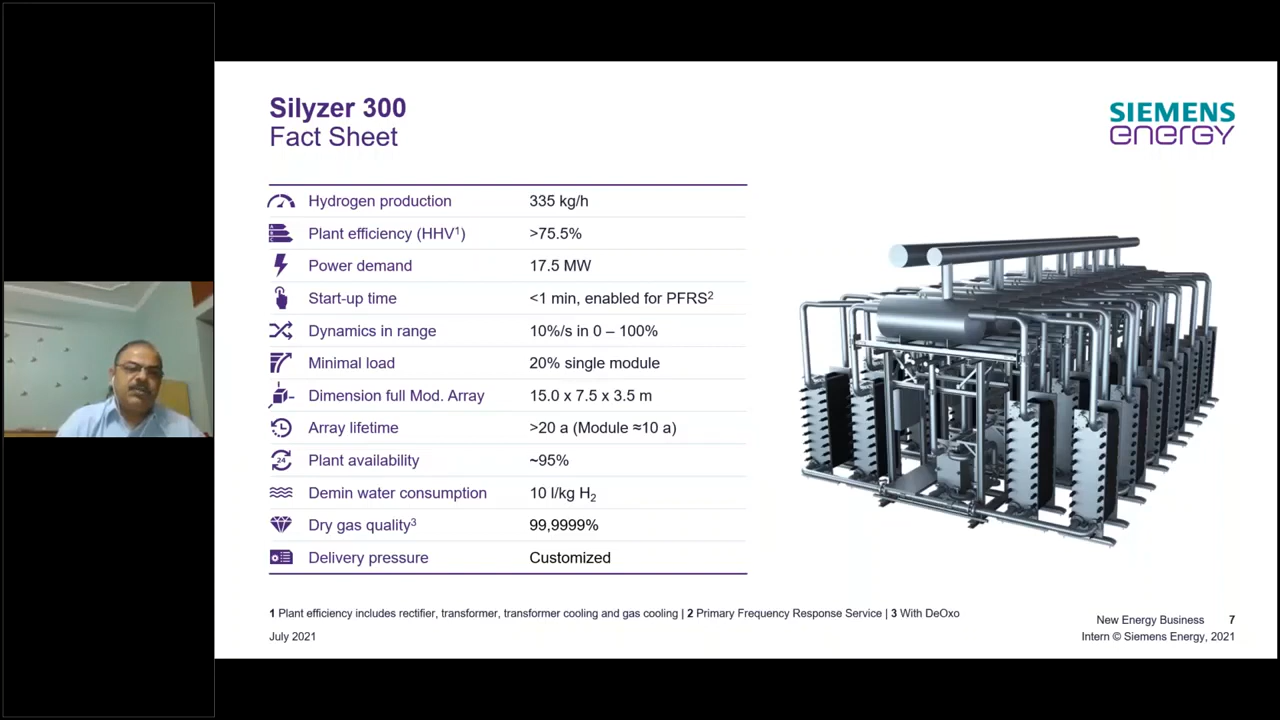 Silyzer 300
Fact Sheet
SIEMENS
energy
Hydrogen production 335 kg/h
Plant efficiency (HHV¹) >75.5%
Power demand 17.5 MW
Start-up time <1 min, enabled for PFRS²
Dynamics in range 10%/s in 0 – 100%
Minimal load 20% single module
Dimension full Mod. Array 15.0 x 7.5 x 3.5 m
Array lifetime >20 a (Module ≈10 a)
24
Plant availability ~95%
Demin water consumption 10 l/kg H₂
Dry gas quality³ 99,9999%
Delivery pressure Customized
1 Plant efficiency includes rectifier, transformer, transformer cooling and gas cooling | 2 Primary Frequency Response Service | 3 With DeOxo
July 2021
New Energy Business 7
Intern © Siemens Energy, 2021